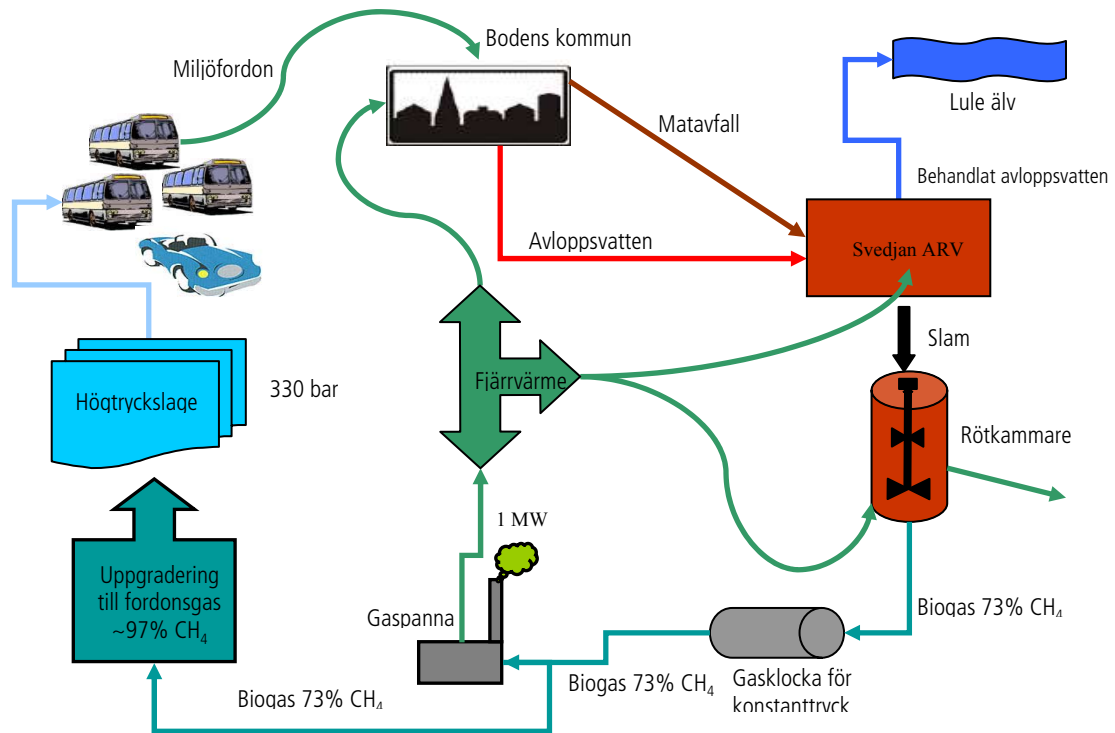 Bodens kommun
Miljöfordon
Lule älv
Matavfall
Behandlat avloppsvatten
Avloppsvatten
Svedjan ARV
Slam
Fjärrvärme
Högtryckslage
330 bar
Rötkammare
1 MW
Uppgradering
till fordonsgas
~97% CH4
Gaspanna
Biogas 73% CH4
Biogas 73% CH4
Gasklocka för
konstanttryck
Biogas 73% CH4